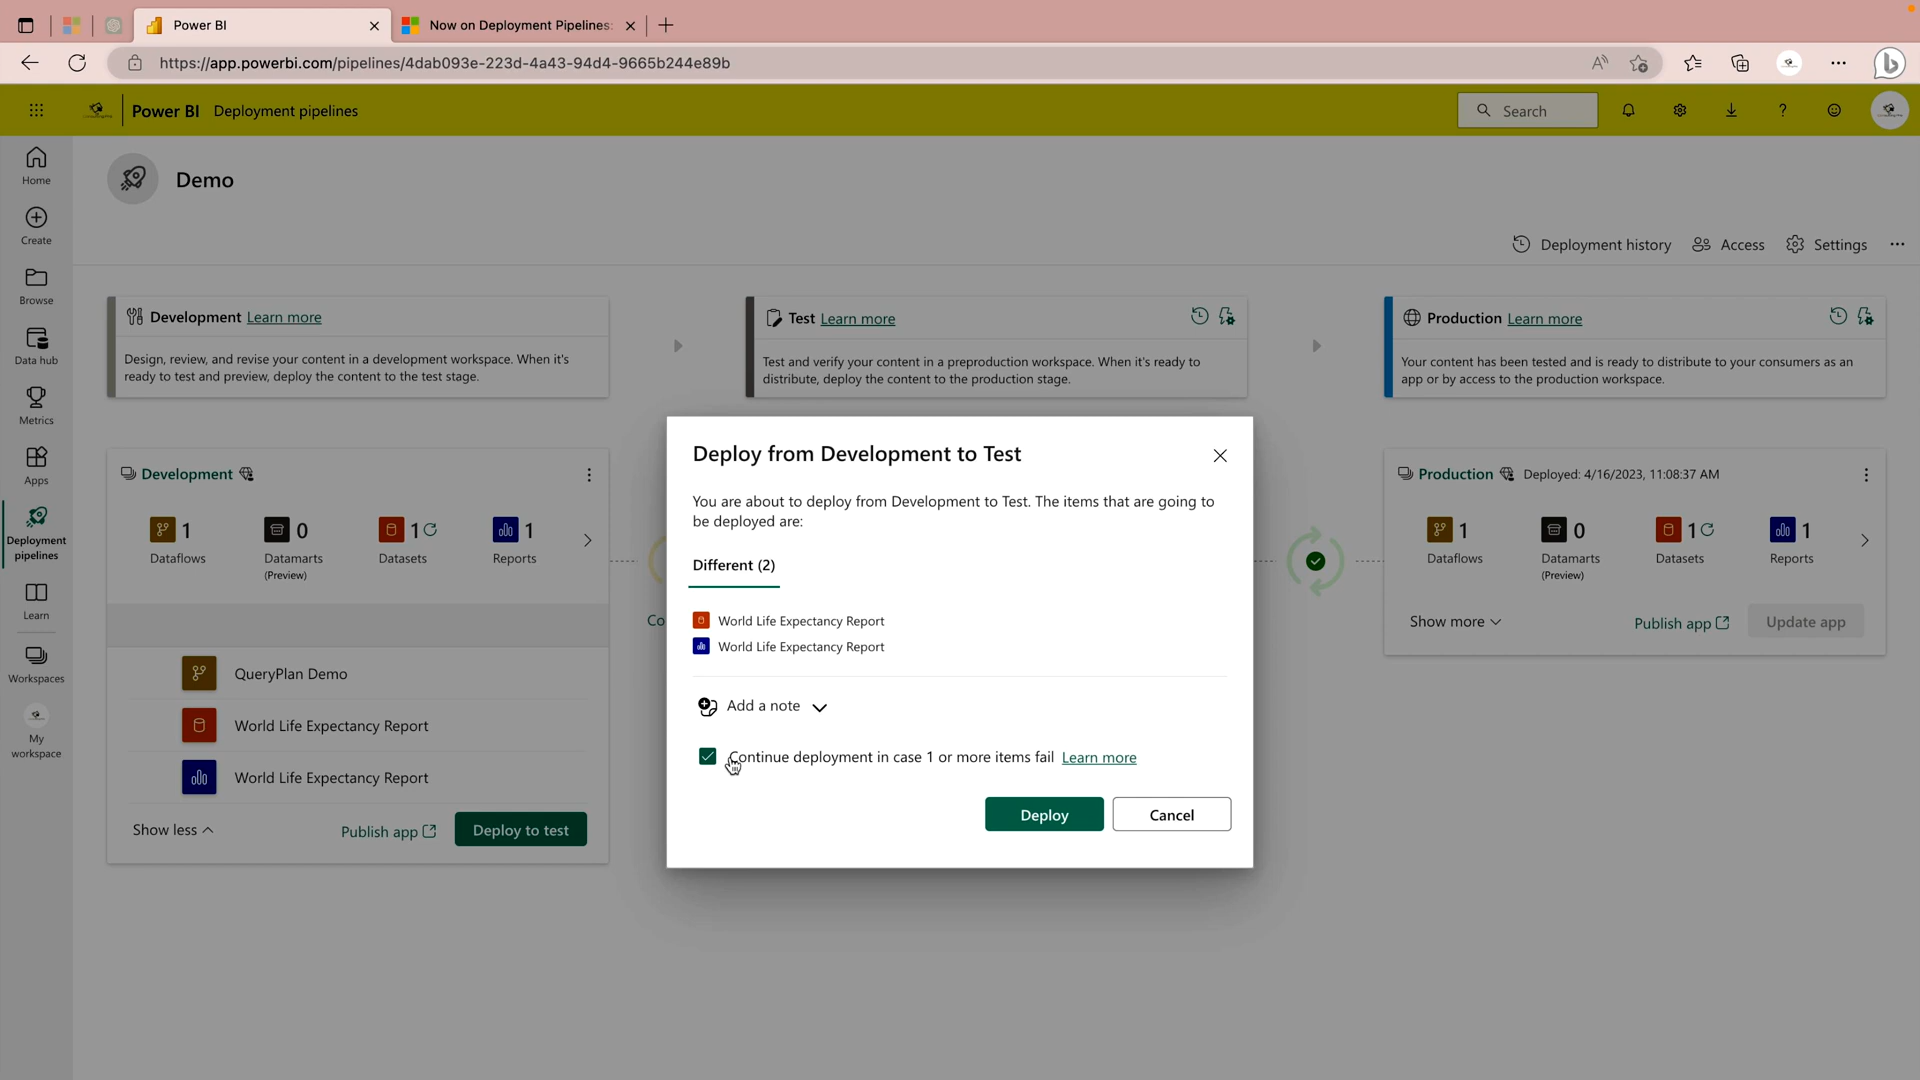 Power BI
Now on Deployment Pipelines:
https://app.powerbi.com/pipelines/4dab093e-223d-4a43-94d4-9665b244e89b
Power BI Deployment pipelines
Search
Home
Create
Browse
Data hub
Metrics
Apps
Deployment
pipelines
Learn
Workspaces
My
workspace
Demo
Deployment history
Access
Settings
Development Learn more
Design, review, and revise your content in a development workspace. When it's
ready to test and preview, deploy the content to the test stage.
Test Learn more
Test and verify your content in a preproduction workspace. When it's ready to
distribute, deploy the content to the production stage.
Production Learn more
Your content has been tested and is ready to distribute to your consumers as an
app or by access to the production workspace.
Development
1
Dataflows
0
Datamarts
(Preview)
1
Datasets
1
Reports
QueryPlan Demo
World Life Expectancy Report
World Life Expectancy Report
Show less
Publish app
Deploy to test
Co
Deploy from Development to Test
You are about to deploy from Development to Test. The items that are going to
be deployed are:
Different (2)
World Life Expectancy Report
World Life Expectancy Report
Add a note
Continue deployment in case 1 or more items fail Learn more
Deploy
Cancel
Production Deployed: 4/16/2023, 11:08:37 AM
1
Dataflows
0
Datamarts
(Preview)
1
Datasets
1
Reports
Show more
Publish app
Update app